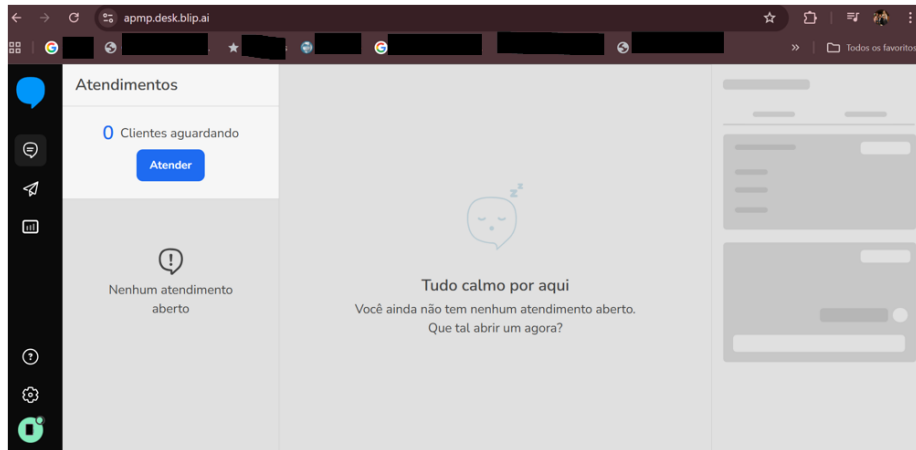 apmp.desk.blip.ai
Todos os favoritos
Atendimentos
0 Clientes aguardando
Atender
Nenhum atendimento
aberto
Tudo calmo por aqui
Você ainda não tem nenhum atendimento aberto.
Que tal abrir um agora?